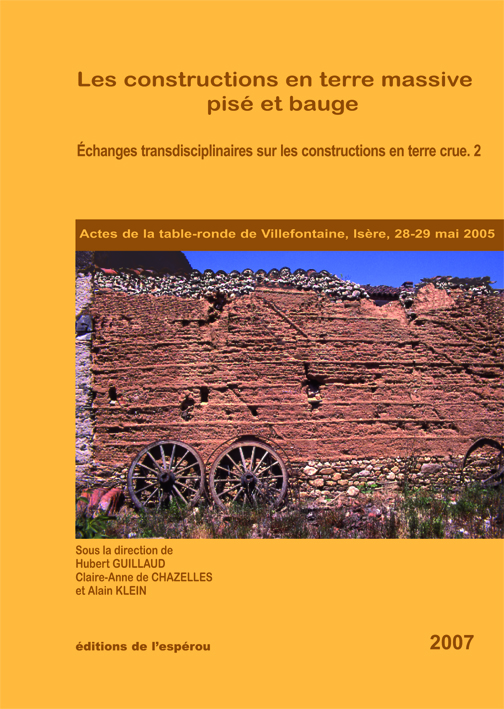 Les constructions en terre massive
pisé et bauge
Échanges transdisciplinaires sur les constructions en terre crue. 2
Actes de la table-ronde de Villefontaine, Isère, 28-29 mai 2005
Sous la direction de
Hubert GUILLAUD
Claire-Anne de CHAZELLES
et Alain KLEIN
éditions de l'espérou
2007